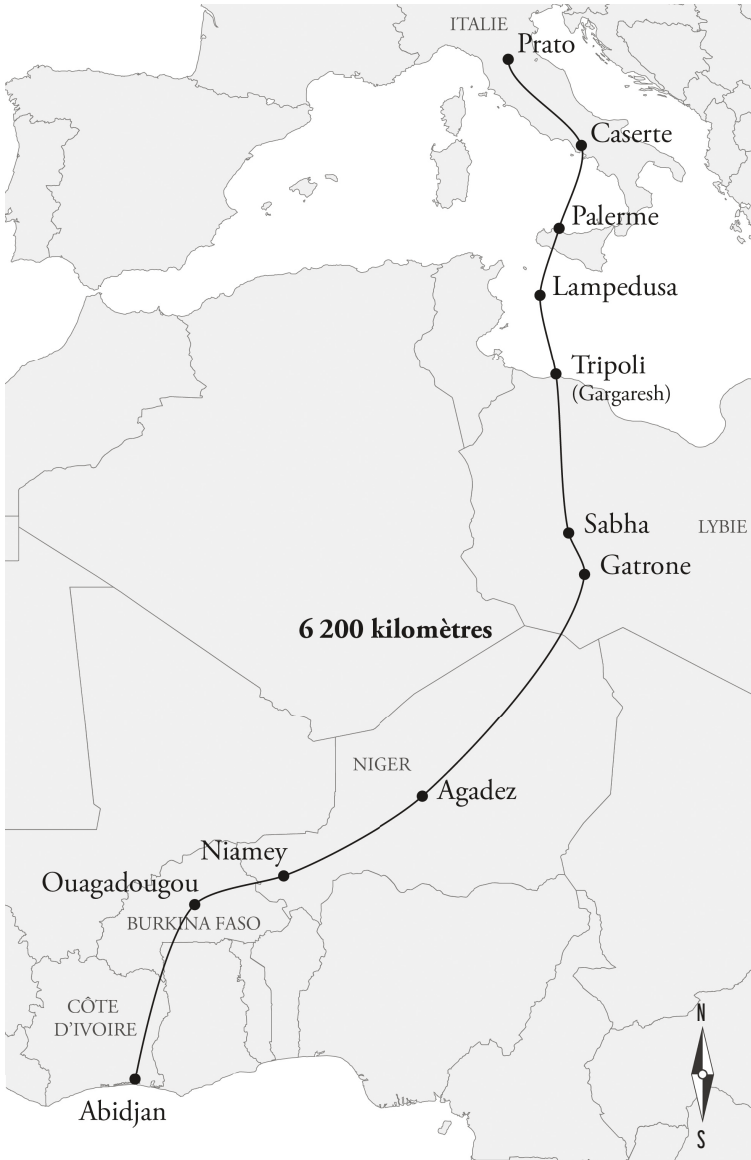 ITALIE
Prato
Caserte
Palerme
Lampedusa
Tripoli
(Gargaresh)
Sabha
LYBIE
Gatrone
6 200 kilomètres
NIGER
Agadez
Niamey
Ouagadougou
BURKINA FASO
CÔTE
D'IVOIRE
N
Abidjan
S